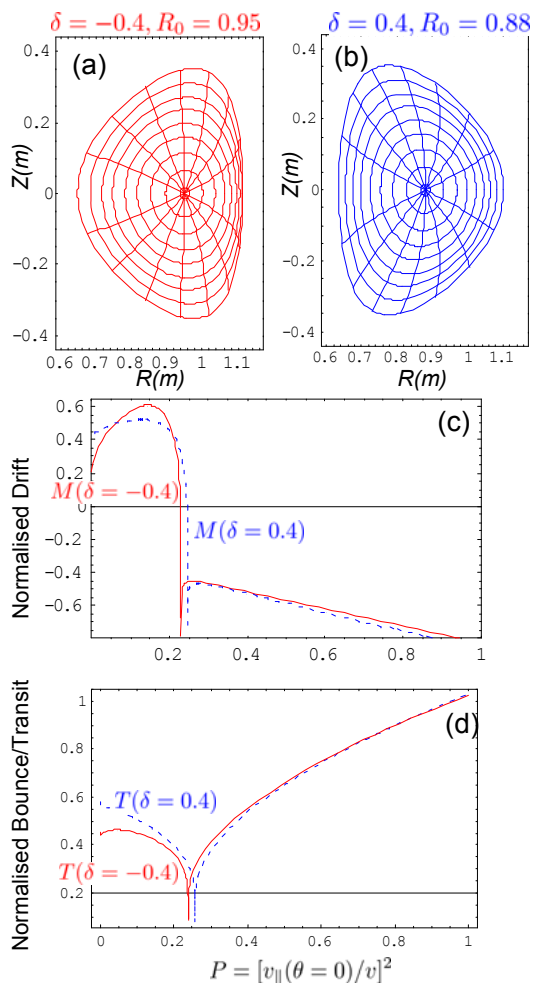 δ = −0.4, R₀ = 0.95
δ = 0.4, R₀ = 0.88
(a)
(b)
Z(m)
0.4
0.2
0
−0.2
−0.4
0.6 0.7 0.8 0.9 1 1.1
R(m)
0.4
0.2
0
−0.2
−0.4
0.6 0.7 0.8 0.9 1 1.1
R(m)
(c)
Normalised Drift
0.6
0.4
0.2
0
−0.2
−0.4
−0.6
M(δ = −0.4)
M(δ = 0.4)
0.2 0.4 0.6 0.8 1
(d)
Normalised Bounce/Transit
1
0.8
0.6
0.4
0.2
T(δ = 0.4)
T(δ = −0.4)
0 0.2 0.4 0.6 0.8 1
P = [v∥(θ = 0)/v]²